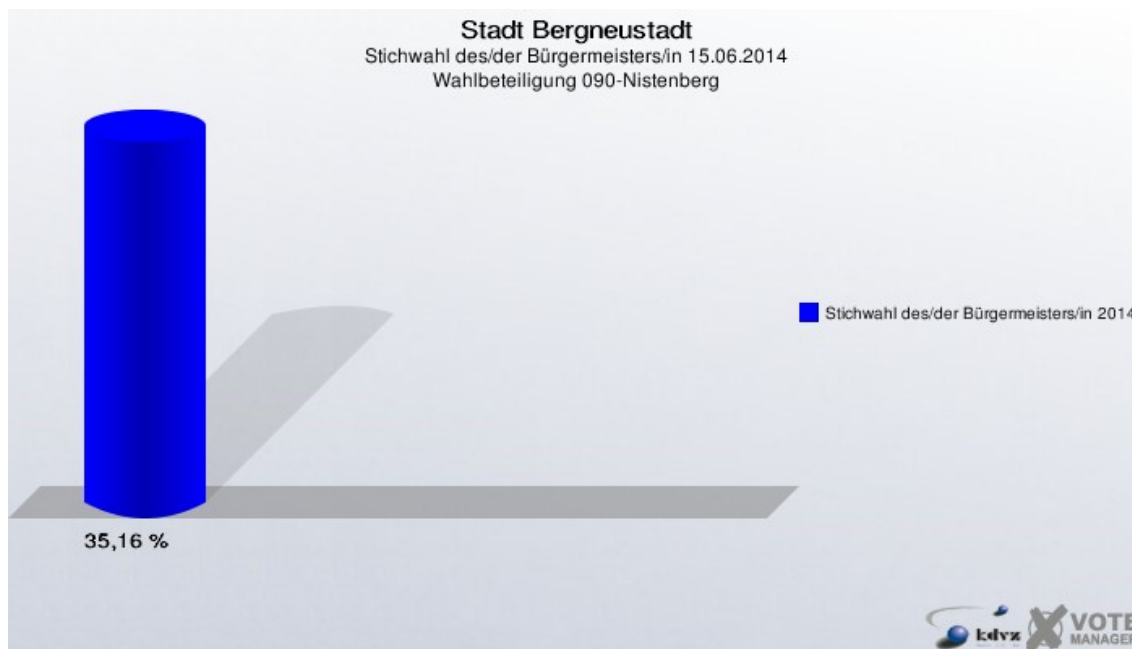 Stadt Bergneustadt
Stichwahl des/der Bürgermeisters/in 15.06.2014
Wahlbeteiligung 090-Nistenberg
Stichwahl des/der Bürgermeisters/in 2014
35,16 %
kdvz
VOTE
MANAGER